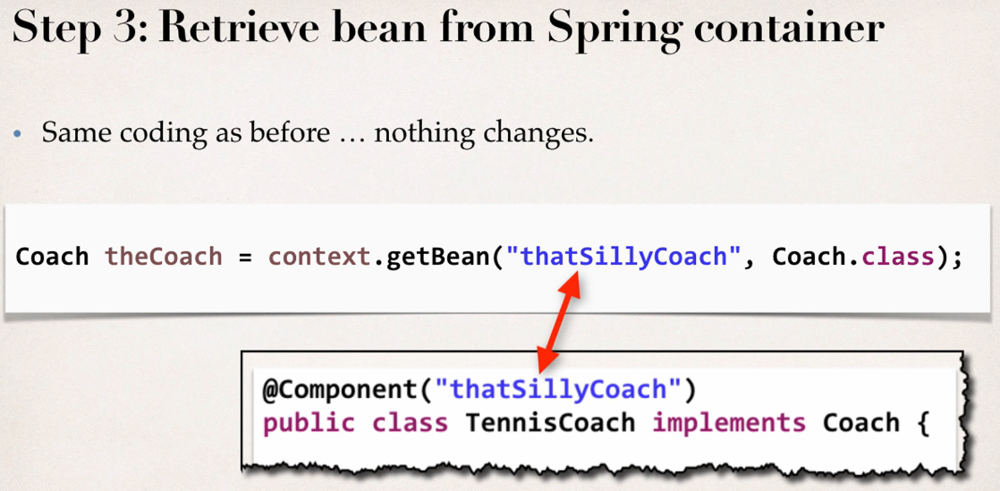 Step 3: Retrieve bean from Spring container
• Same coding as before … nothing changes.
Coach theCoach = context.getBean("thatSillyCoach", Coach.class);
@Component("thatSillyCoach")
public class TennisCoach implements Coach {